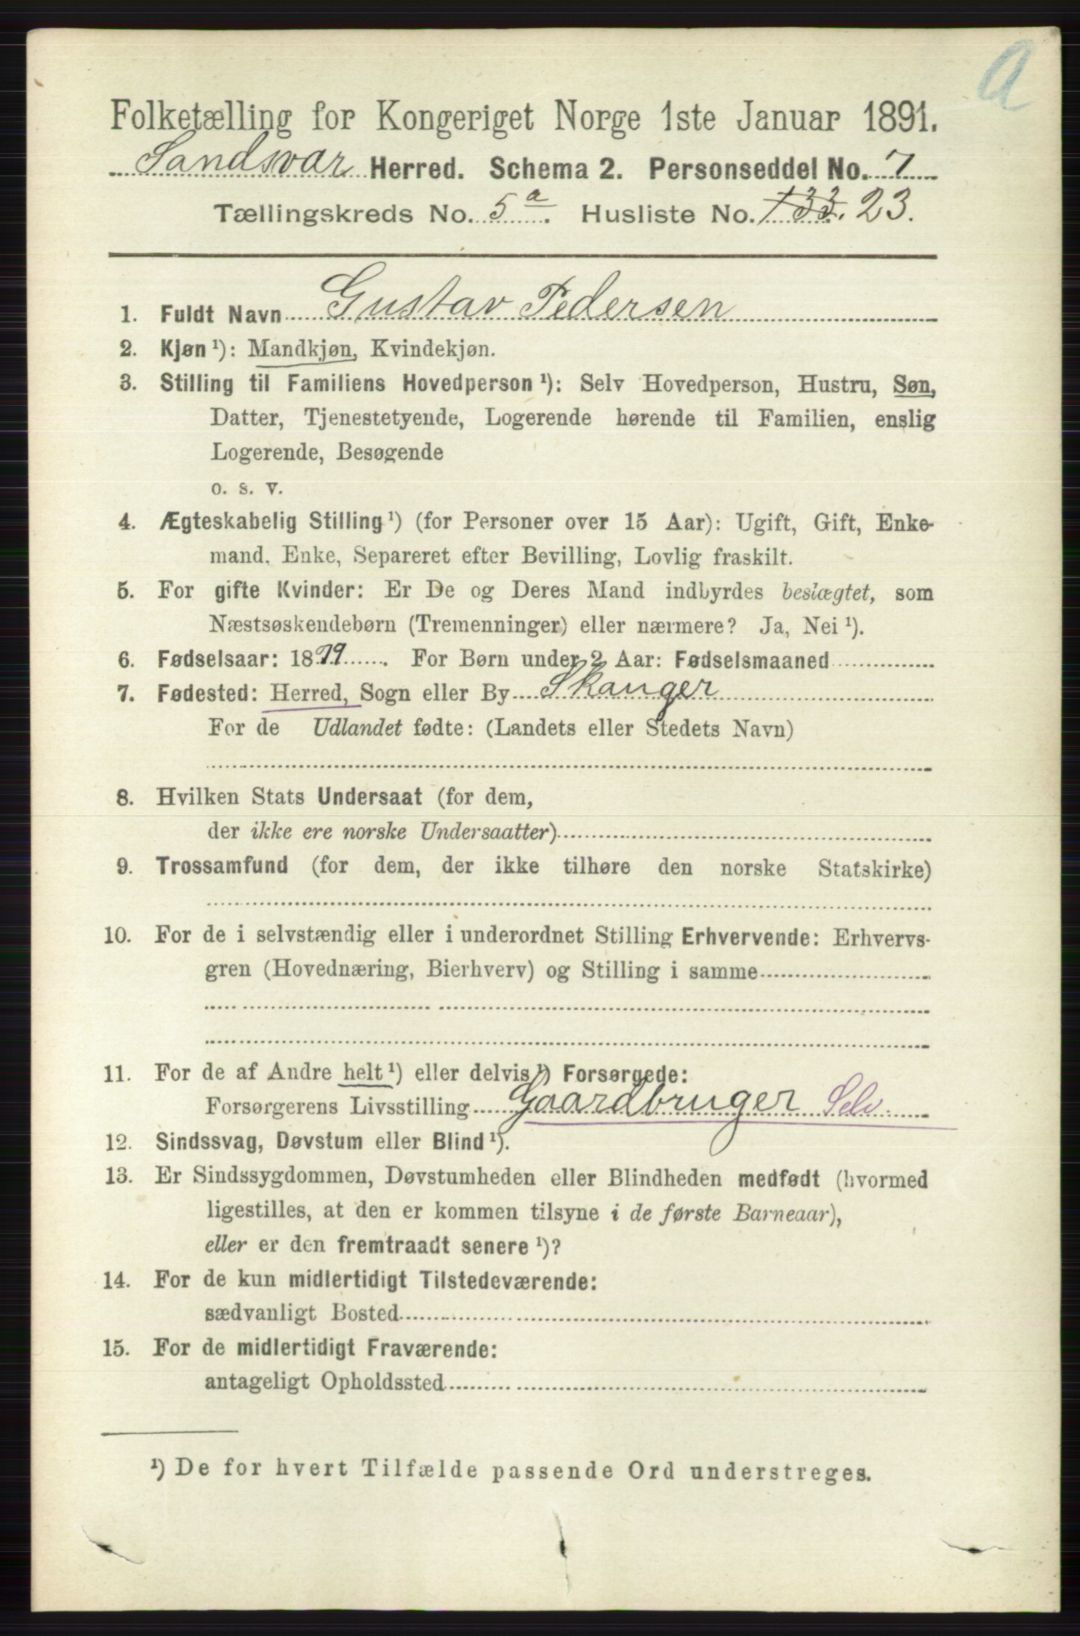 a
Folketælling for Kongeriget Norge 1ste Januar 1891.
Sandsvær Herred. Schema 2. Personseddel No. 7
Tællingskreds No. 5 a. Husliste No. 133. 23.
1. Fuldt Navn Gustav Pedersen
2. Kjøn ¹): Mandkjøn, Kvindekjøn.
3. Stilling til Familiens Hovedperson ¹): Selv Hovedperson, Hustru, Søn,
Datter, Tjenestetyende, Logerende hørende til Familien, enslig
Logerende, Besøgende
o. s. v.
4. Ægteskabelig Stilling ¹) (for Personer over 15 Aar): Ugift, Gift, Enke-
mand, Enke, Separeret efter Bevilling, Lovlig fraskilt.
5. For gifte Kvinder: Er De og Deres Mand indbyrdes beslægtet, som
Næstsøskendebørn (Tremenninger) eller nærmere? Ja, Nei ¹).
6. Fødselsaar: 1879. For Børn under 2 Aar: Fødselsmaaned
7. Fødested: Herred, Sogn eller By Skauger
For de Udlandet fødte: (Landets eller Stedets Navn)
8. Hvilken Stats Undersaat (for dem,
der ikke ere norske Undersaatter)
9. Trossamfund (for dem, der ikke tilhøre den norske Statskirke)
10. For de i selvstændig eller i underordnet Stilling Erhvervende: Erhvervs-
gren (Hovednæring, Bierhverv) og Stilling i samme
11. For de af Andre helt ¹) eller delvis ¹) Forsørgede:
Forsørgerens Livsstilling Gaardbruger Selv.
12. Sindssvag, Døvstum eller Blind ¹).
13. Er Sindssygdommen, Døvstumheden eller Blindheden medfødt (hvormed
ligestilles, at den er kommen tilsyne i de første Barneaar),
eller er den fremtraadt senere ¹)?
14. For de kun midlertidigt Tilstedeværende:
sædvanligt Bosted
15. For de midlertidigt Fraværende:
antageligt Opholdssted
¹) De for hvert Tilfælde passende Ord understreges.